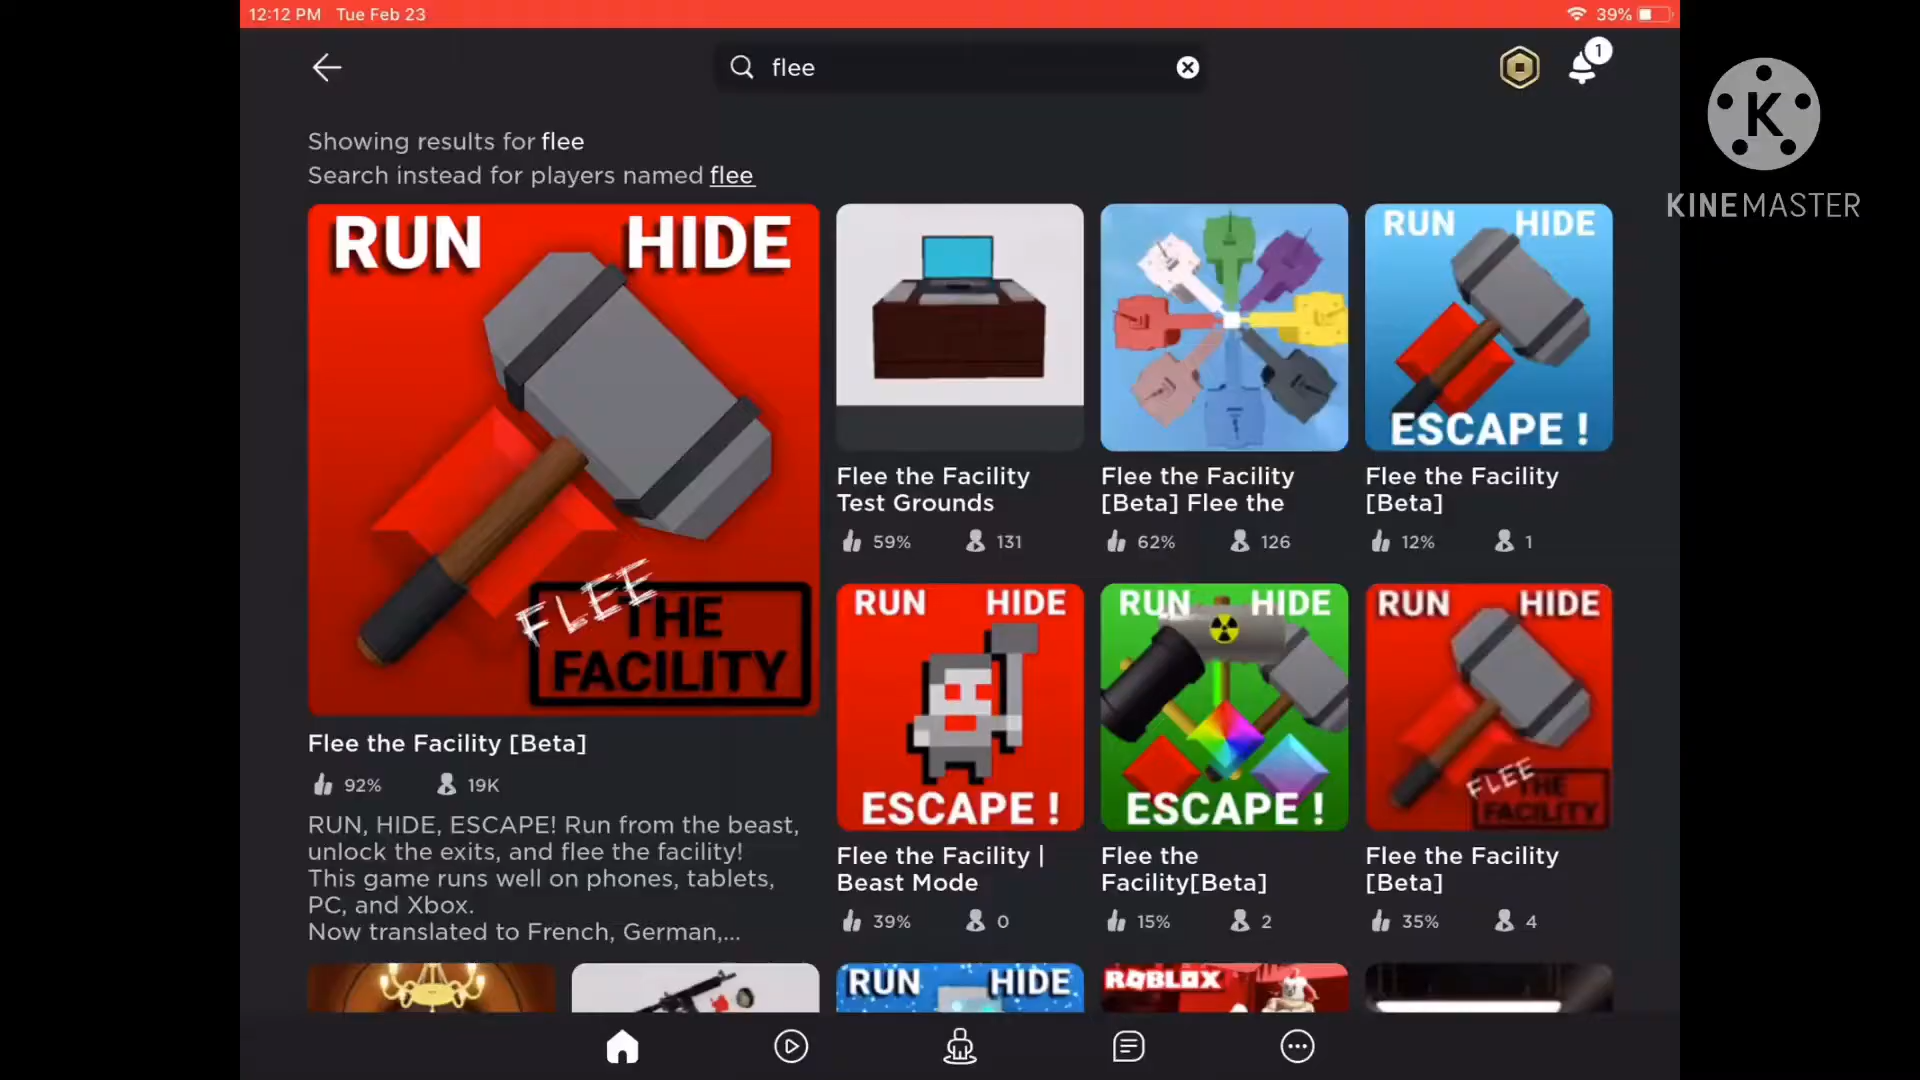 12:12 PM Tue Feb 23
39%
flee
1
K
KINEMASTER
Showing results for flee
Search instead for players named flee
RUN HIDE
FLEE
THE
FACILITY
Flee the Facility [Beta]
92% 19K
RUN, HIDE, ESCAPE! Run from the beast,
unlock the exits, and flee the facility!
This game runs well on phones, tablets,
PC, and Xbox.
Now translated to French, German,...
Flee the Facility
Test Grounds
59% 131
Flee the Facility
[Beta] Flee the
62% 126
RUN HIDE
ESCAPE !
Flee the Facility
[Beta]
12% 1
RUN HIDE
ESCAPE !
Flee the Facility |
Beast Mode
39% 0
RUN HIDE
ESCAPE !
Flee the
Facility[Beta]
15% 2
RUN HIDE
FLEE
THE
FACILITY
Flee the Facility
[Beta]
35% 4
RUN HIDE
ROBLOX